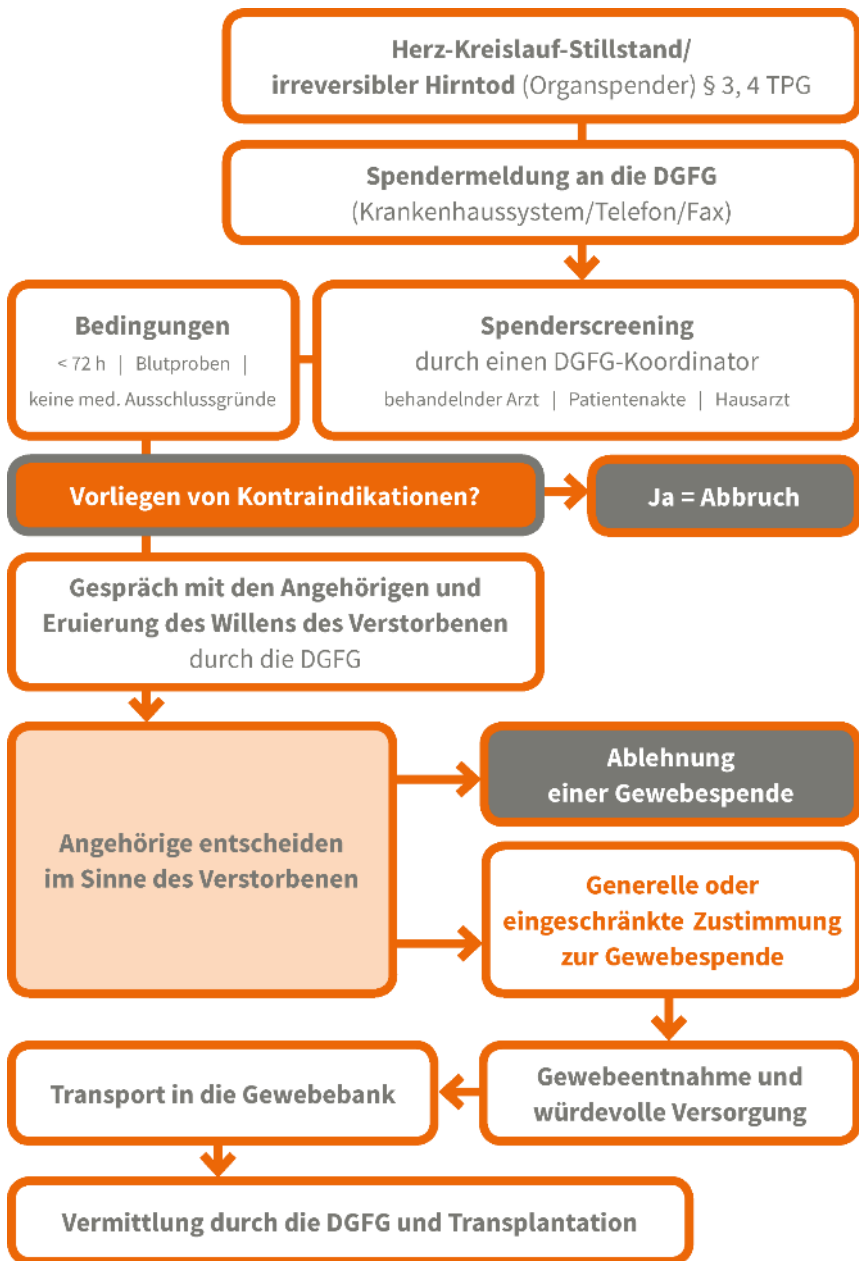 Herz-Kreislauf-Stillstand/
irreversibler Hirntod (Organspender) § 3, 4 TPG
Spendermeldung an die DGFG
(Krankenhaussystem/Telefon/Fax)
Bedingungen
< 72 h | Blutproben |
keine med. Ausschlussgründe
Spenderscreening
durch einen DGFG-Koordinator
behandelnder Arzt | Patientenakte | Hausarzt
Vorliegen von Kontraindikationen?
Ja = Abbruch
Gespräch mit den Angehörigen und
Eruierung des Willens des Verstorbenen
durch die DGFG
Angehörige entscheiden
im Sinne des Verstorbenen
Ablehnung
einer Gewebespende
Generelle oder
eingeschränkte Zustimmung
zur Gewebespende
Gewebeentnahme und
würdevolle Versorgung
Transport in die Gewebebank
Vermittlung durch die DGFG und Transplantation